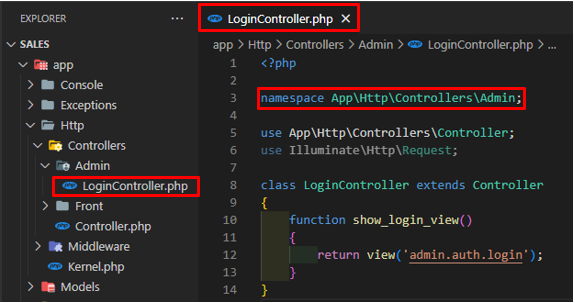 EXPLORER
SALES
app
Console
Exceptions
Http
Controllers
Admin
LoginController.php
Front
Controller.php
Middleware
Kernel.php
Models
LoginController.php
app > Http > Controllers > Admin > LoginController.php > ...
1 <?php
2
3 namespace App\Http\Controllers\Admin;
4
5 use App\Http\Controllers\Controller;
6 use Illuminate\Http\Request;
7
8 class LoginController extends Controller
9 {
10 function show_login_view()
11 {
12 return view('admin.auth.login');
13 }
14 }